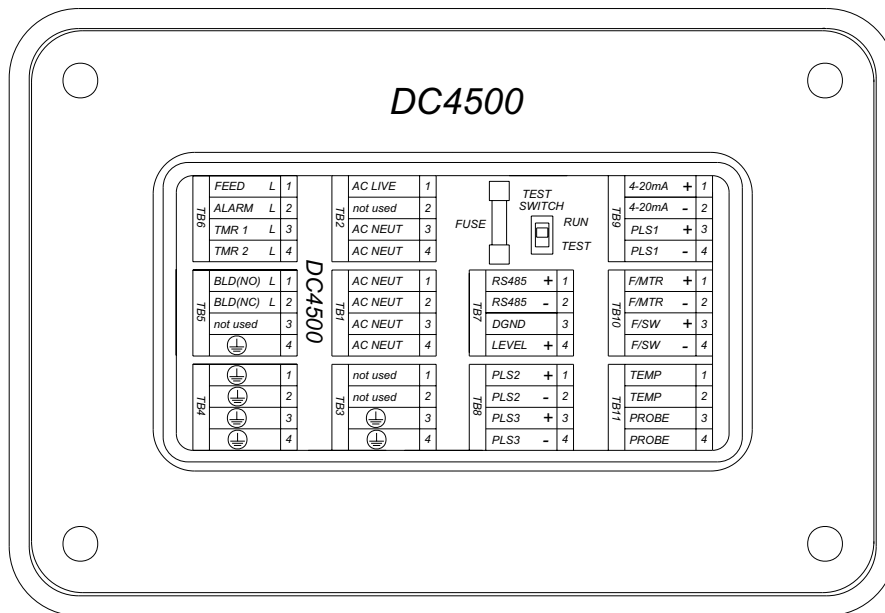 DC4500
TB6
FEED L 1
ALARM L 2
TMR 1 L 3
TMR 2 L 4
TB2
AC LIVE 1
not used 2
AC NEUT 3
AC NEUT 4
FUSE
TEST
SWITCH
RUN
TEST
TB9
4-20mA + 1
4-20mA - 2
PLS1 + 3
PLS1 - 4
TB5
BLD(NO) L 1
BLD(NC) L 2
not used 3
4
DC4500
TB1
AC NEUT 1
AC NEUT 2
AC NEUT 3
AC NEUT 4
TB7
RS485 + 1
RS485 - 2
DGND 3
LEVEL + 4
TB10
F/MTR + 1
F/MTR - 2
F/SW + 3
F/SW - 4
TB4
1
2
3
4
TB3
not used 1
not used 2
3
4
TB8
PLS2 + 1
PLS2 - 2
PLS3 + 3
PLS3 - 4
TB11
TEMP 1
TEMP 2
PROBE 3
PROBE 4